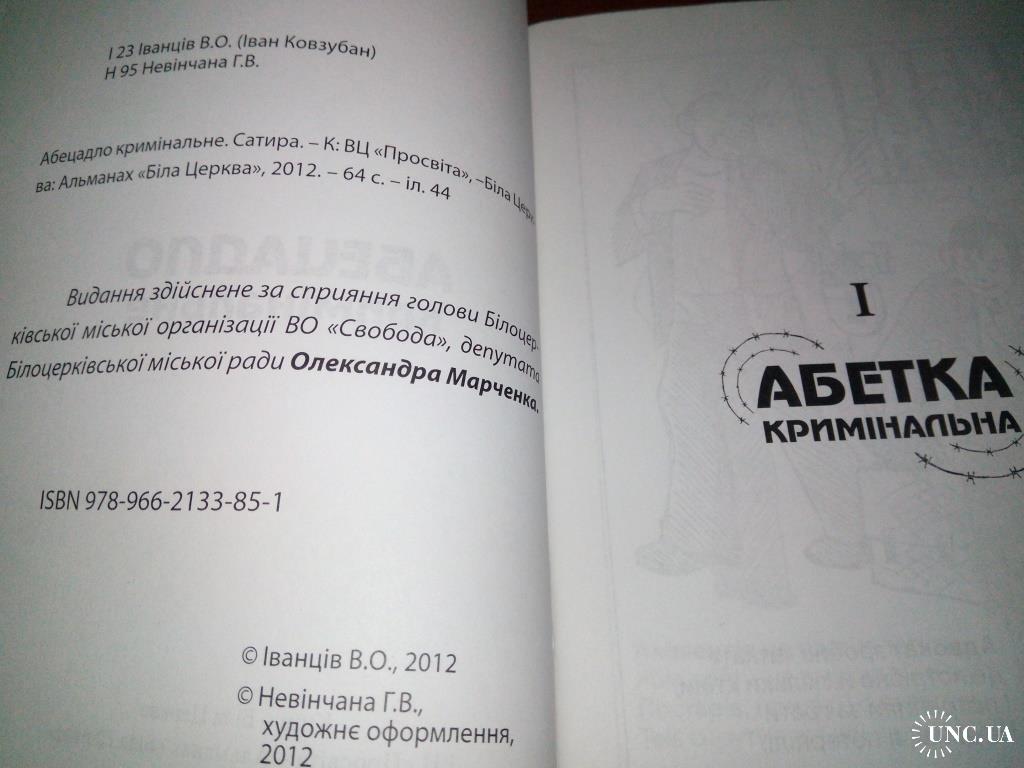 І 23 Іванців В.О. (Іван Ковзубан)
Н 95 Невінчана Г.В.
Абецадло кримінальне. Сатира. – К: ВЦ «Просвіта», –Біла Церк-
ва: Альманах «Біла Церква», 2012. – 64 с. – іл. 44
АБЕЦАДЛО
Видання здійснене за сприяння голови Білоцер-
ківської міської організації ВО «Свобода», депутата
Білоцерківської міської ради Олександра Марченка.
ISBN 978-966-2133-85-1
© Іванців В.О., 2012
© Невінчана Г.В.,
художнє оформлення,
2012
І
АБЕТКА
КРИМІНАЛЬНА
UNC.UA